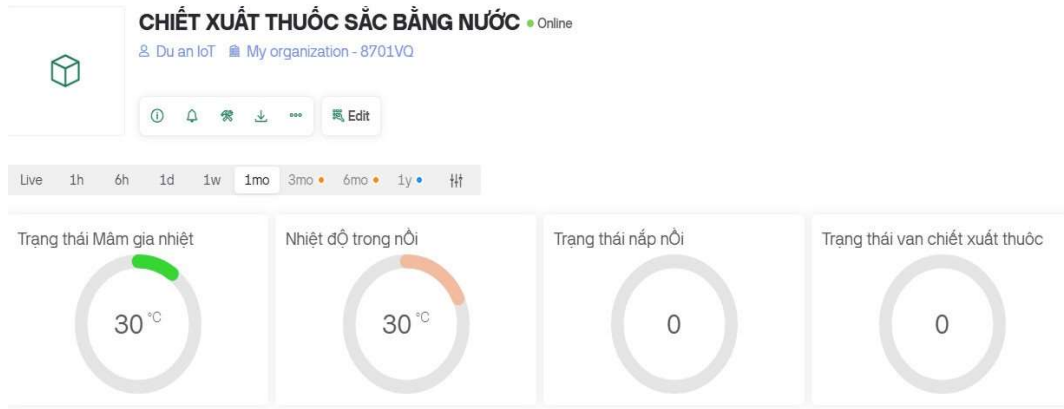 CHIẾT XUẤT THUỐC SẮC BẰNG NƯỚC Online
Du an IoT My organization - 8701VQ
Edit
Live 1h 6h 1d 1w 1mo 3mo 6mo 1y
Trạng thái Mâm gia nhiệt Nhiệt độ trong nồi Trạng thái nắp nồi Trạng thái van chiết xuất thuôc
30 °C 30 °C 0 0